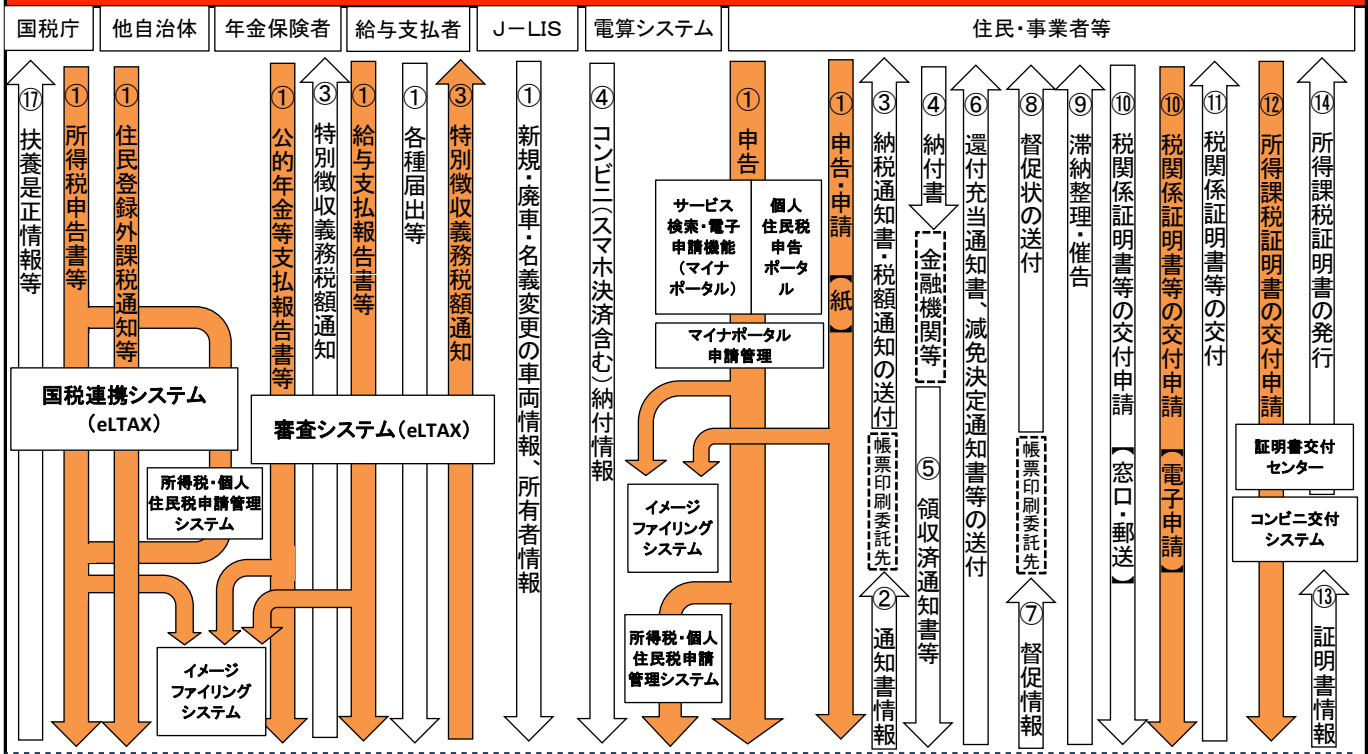 国税庁
他自治体
年金保険者
給与支払者
J-LIS
電算システム
住民・事業者等
⑰扶養是正情報等
①所得税申告書等
①住民登録外課税通知等
①公的年金等支払報告書等
③特別徴収義務税額通知
①給与支払報告書等
①各種届出等
③特別徴収義務税額通知
①新規・廃車・名義変更の車両情報、所有者情報
④コンビニ(スマホ決済含む)納付情報
①申告
①申告・申請【紙】
③納税通知書・税額通知の送付
④納付書
⑥還付充当通知書、減免決定通知書等の送付
⑧督促状の送付
⑨滞納整理・催告
⑩税関係証明書等の交付申請【窓口・郵送】
⑩税関係証明書等の交付申請【電子申請】
⑪税関係証明書等の交付
⑫所得課税証明書の交付申請
⑭所得課税証明書の発行
サービス
検索・電子
申請機能
(マイナ
ポータル)
個人
住民税
申告
ポータ
ル
マイナポータル
申請管理
金融機関等
国税連携システム
(eLTAX)
審査システム(eLTAX)
所得税・個人
住民税申請管理
システム
イメージ
ファイリング
システム
イメージ
ファイリング
システム
所得税・個人
住民税申請
管理システム
帳票印刷委託先
②通知書情報
⑤領収済通知書等
帳票印刷委託先
⑦督促情報
証明書交付
センター
コンビニ交付
システム
⑬証明書情報